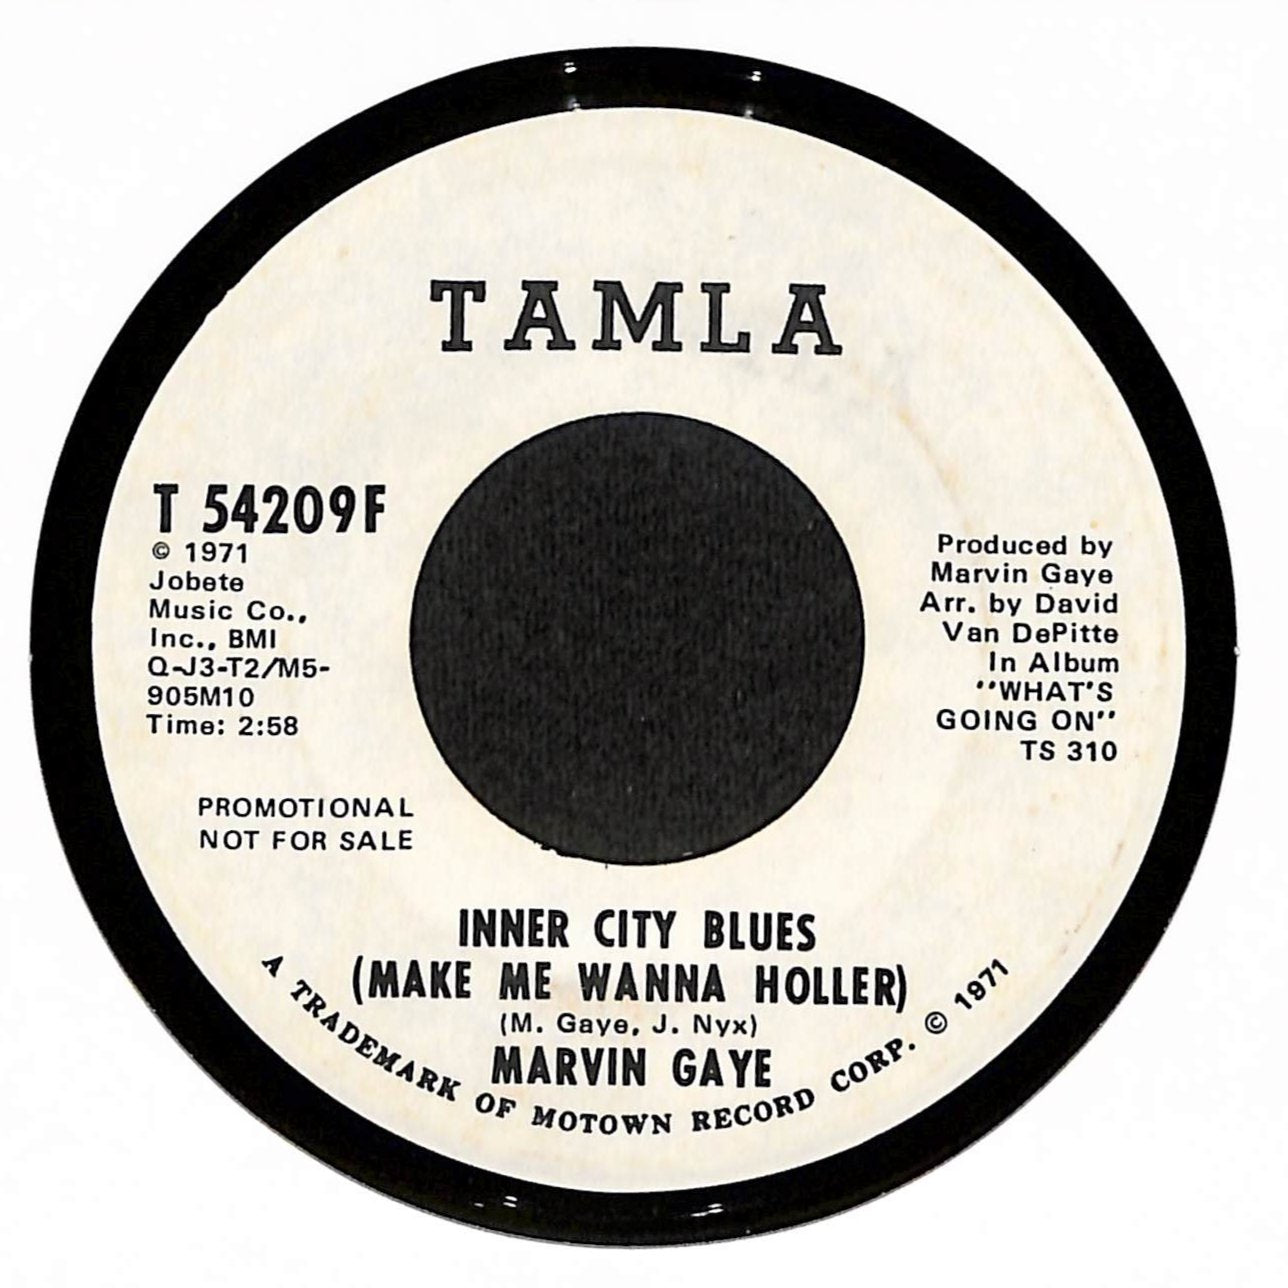 TAMLA
T 54209F
© 1971
Jobete
Music Co.,
Inc., BMI
Q-J3-T2/M5-
905M10
Time: 2:58
Produced by
Marvin Gaye
Arr. by David
Van DePitte
In Album
"WHAT'S
GOING ON"
TS 310
PROMOTIONAL
NOT FOR SALE
INNER CITY BLUES
(MAKE ME WANNA HOLLER)
(M. Gaye, J. Nyx)
MARVIN GAYE
A TRADEMARK OF MOTOWN RECORD CORP. © 1971